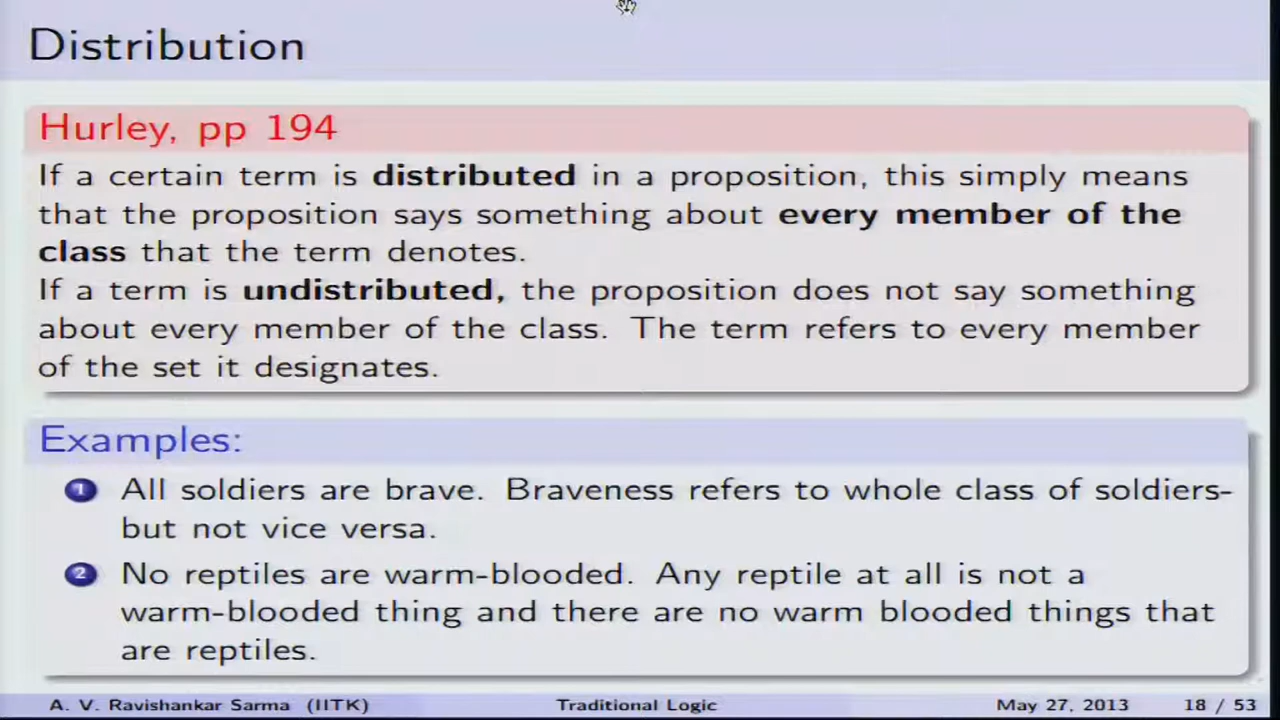 Distribution
Hurley, pp 194
If a certain term is distributed in a proposition, this simply means
that the proposition says something about every member of the
class that the term denotes.
If a term is undistributed, the proposition does not say something
about every member of the class. The term refers to every member
of the set it designates.
Examples:
1 All soldiers are brave. Braveness refers to whole class of soldiers-
but not vice versa.
2 No reptiles are warm-blooded. Any reptile at all is not a
warm-blooded thing and there are no warm blooded things that
are reptiles.
A. V. Ravishankar Sarma (IITK) Traditional Logic May 27, 2013 18 / 53